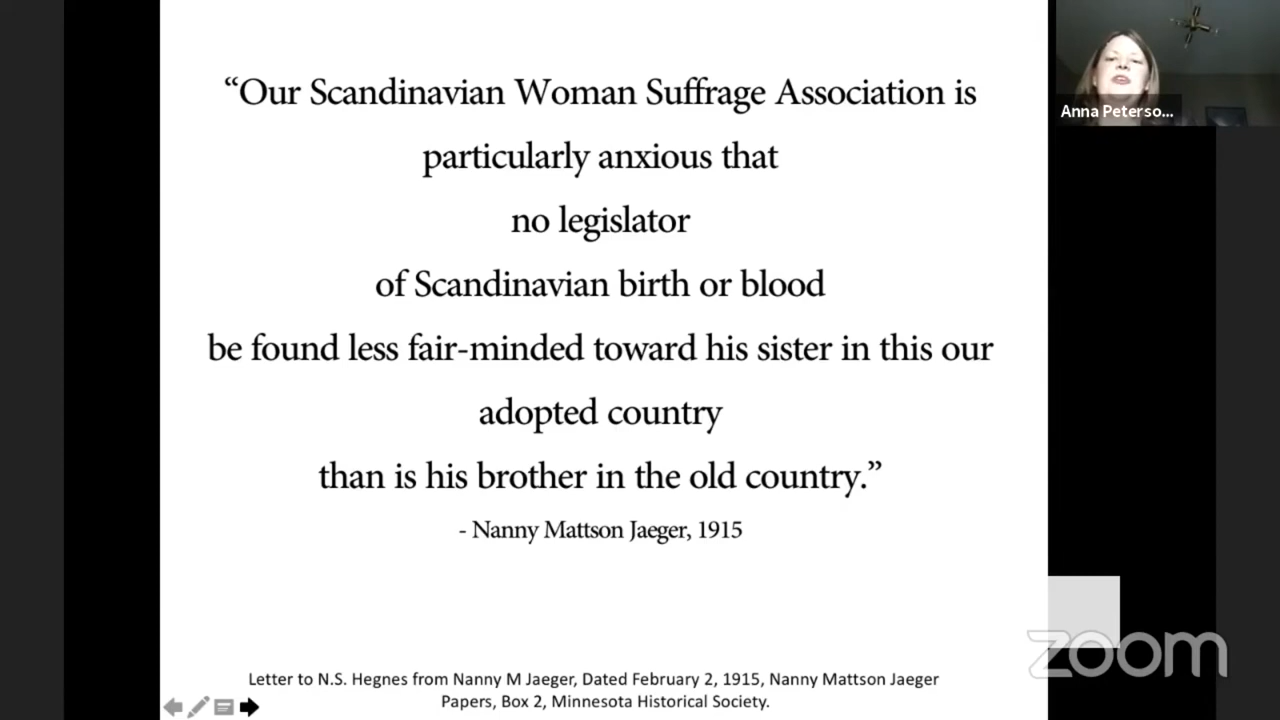 “Our Scandinavian Woman Suffrage Association is
particularly anxious that
no legislator
of Scandinavian birth or blood
be found less fair-minded toward his sister in this our
adopted country
than is his brother in the old country.”
- Nanny Mattson Jaeger, 1915
Letter to N.S. Hegnes from Nanny M Jaeger, Dated February 2, 1915, Nanny Mattson Jaeger
Papers, Box 2, Minnesota Historical Society.
Anna Peterso...
zoom